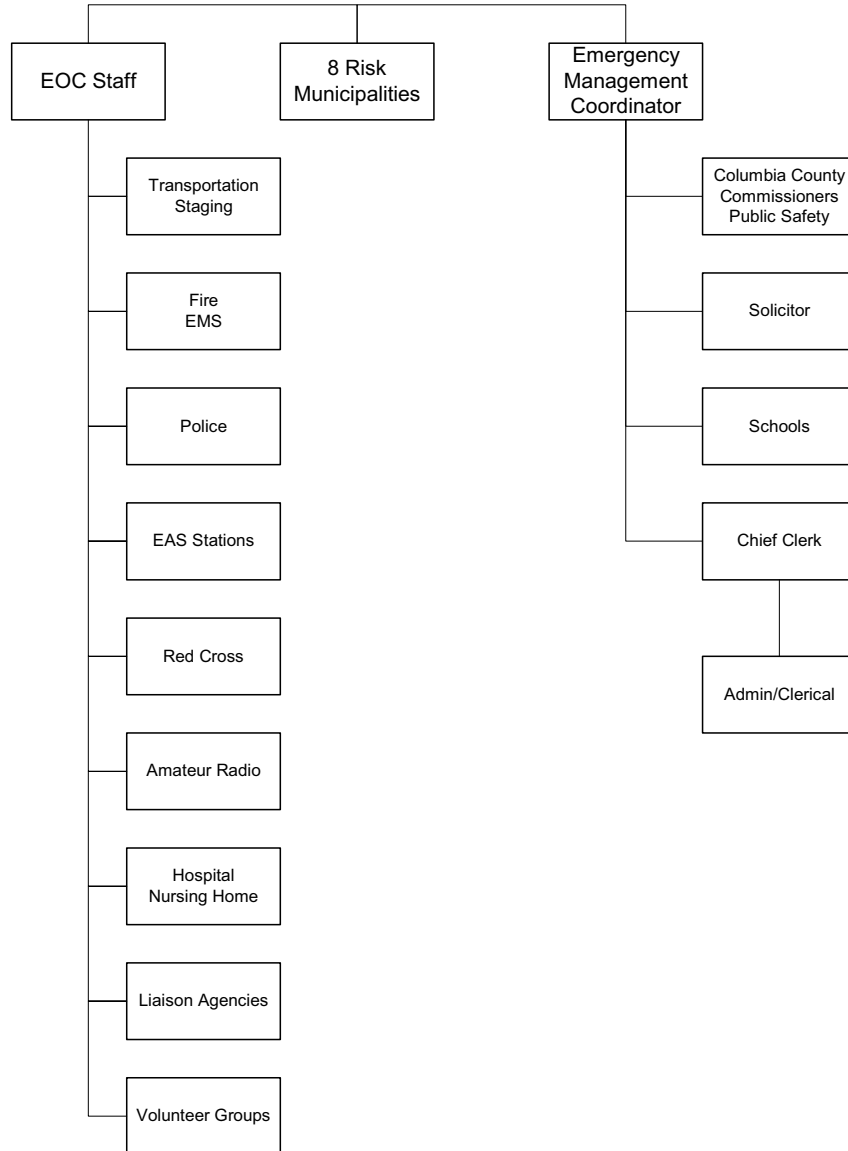 EOC Staff
8 Risk
Municipalities
Emergency
Management
Coordinator
Transportation
Staging
Fire
EMS
Police
EAS Stations
Red Cross
Amateur Radio
Hospital
Nursing Home
Liaison Agencies
Volunteer Groups
Columbia County
Commissioners
Public Safety
Solicitor
Schools
Chief Clerk
Admin/Clerical